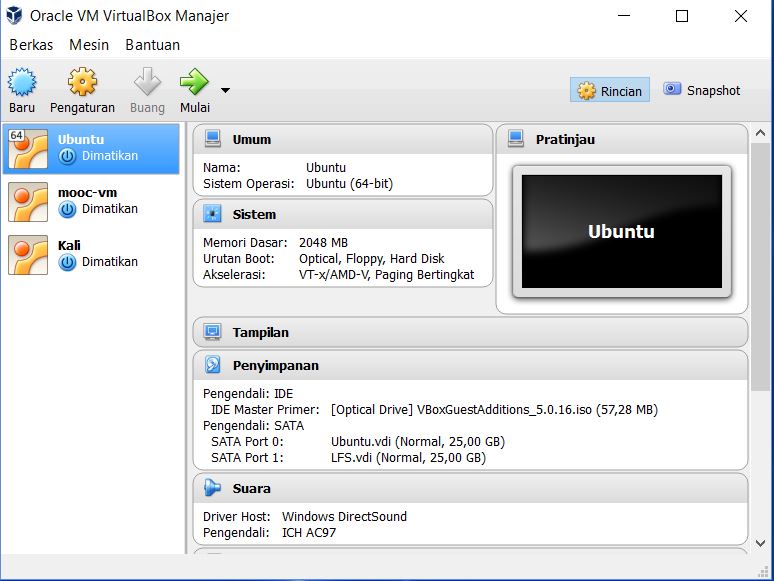 Oracle VM VirtualBox Manajer
Berkas Mesin Bantuan
Baru Pengaturan Buang Mulai
Rincian Snapshot
64
Ubuntu
Dimatikan
mooc-vm
Dimatikan
Kali
Dimatikan
Umum
Nama: Ubuntu
Sistem Operasi: Ubuntu (64-bit)
Sistem
Memori Dasar: 2048 MB
Urutan Boot: Optical, Floppy, Hard Disk
Akselerasi: VT-x/AMD-V, Paging Bertingkat
Pratinjau
Ubuntu
Tampilan
Penyimpanan
Pengendali: IDE
IDE Master Primer: [Optical Drive] VBoxGuestAdditions_5.0.16.iso (57,28 MB)
Pengendali: SATA
SATA Port 0: Ubuntu.vdi (Normal, 25,00 GB)
SATA Port 1: LFS.vdi (Normal, 25,00 GB)
Suara
Driver Host: Windows DirectSound
Pengendali: ICH AC97